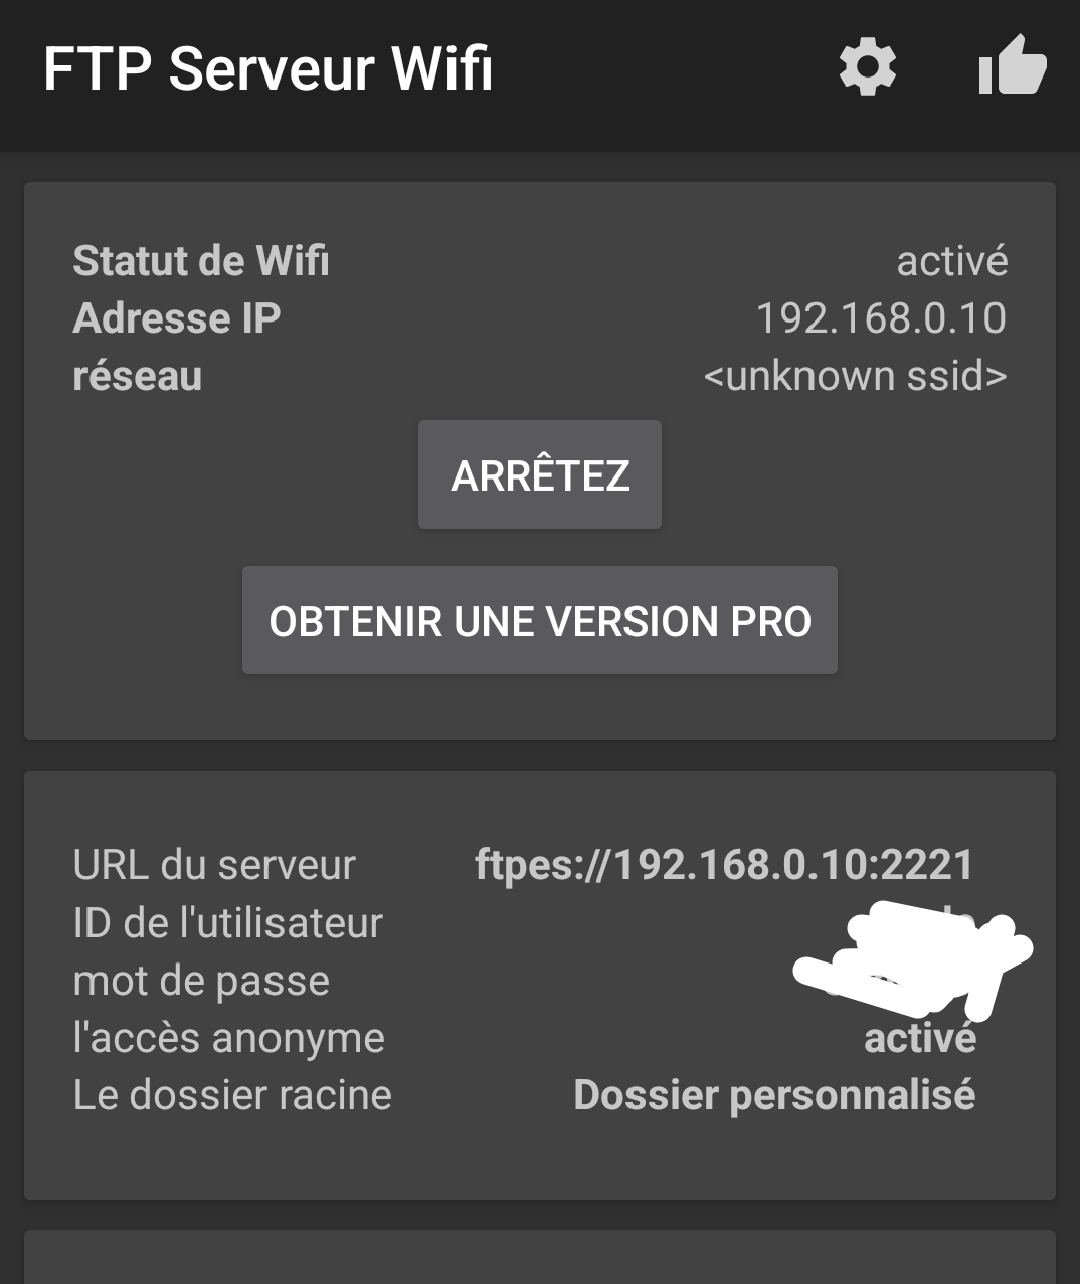 FTP Serveur Wifi
Statut de Wifi activé
Adresse IP 192.168.0.10
réseau <unknown ssid>
ARRÊTEZ
OBTENIR UNE VERSION PRO
URL du serveur ftpes://192.168.0.10:2221
ID de l'utilisateur
mot de passe
l'accès anonyme activé
Le dossier racine Dossier personnalisé